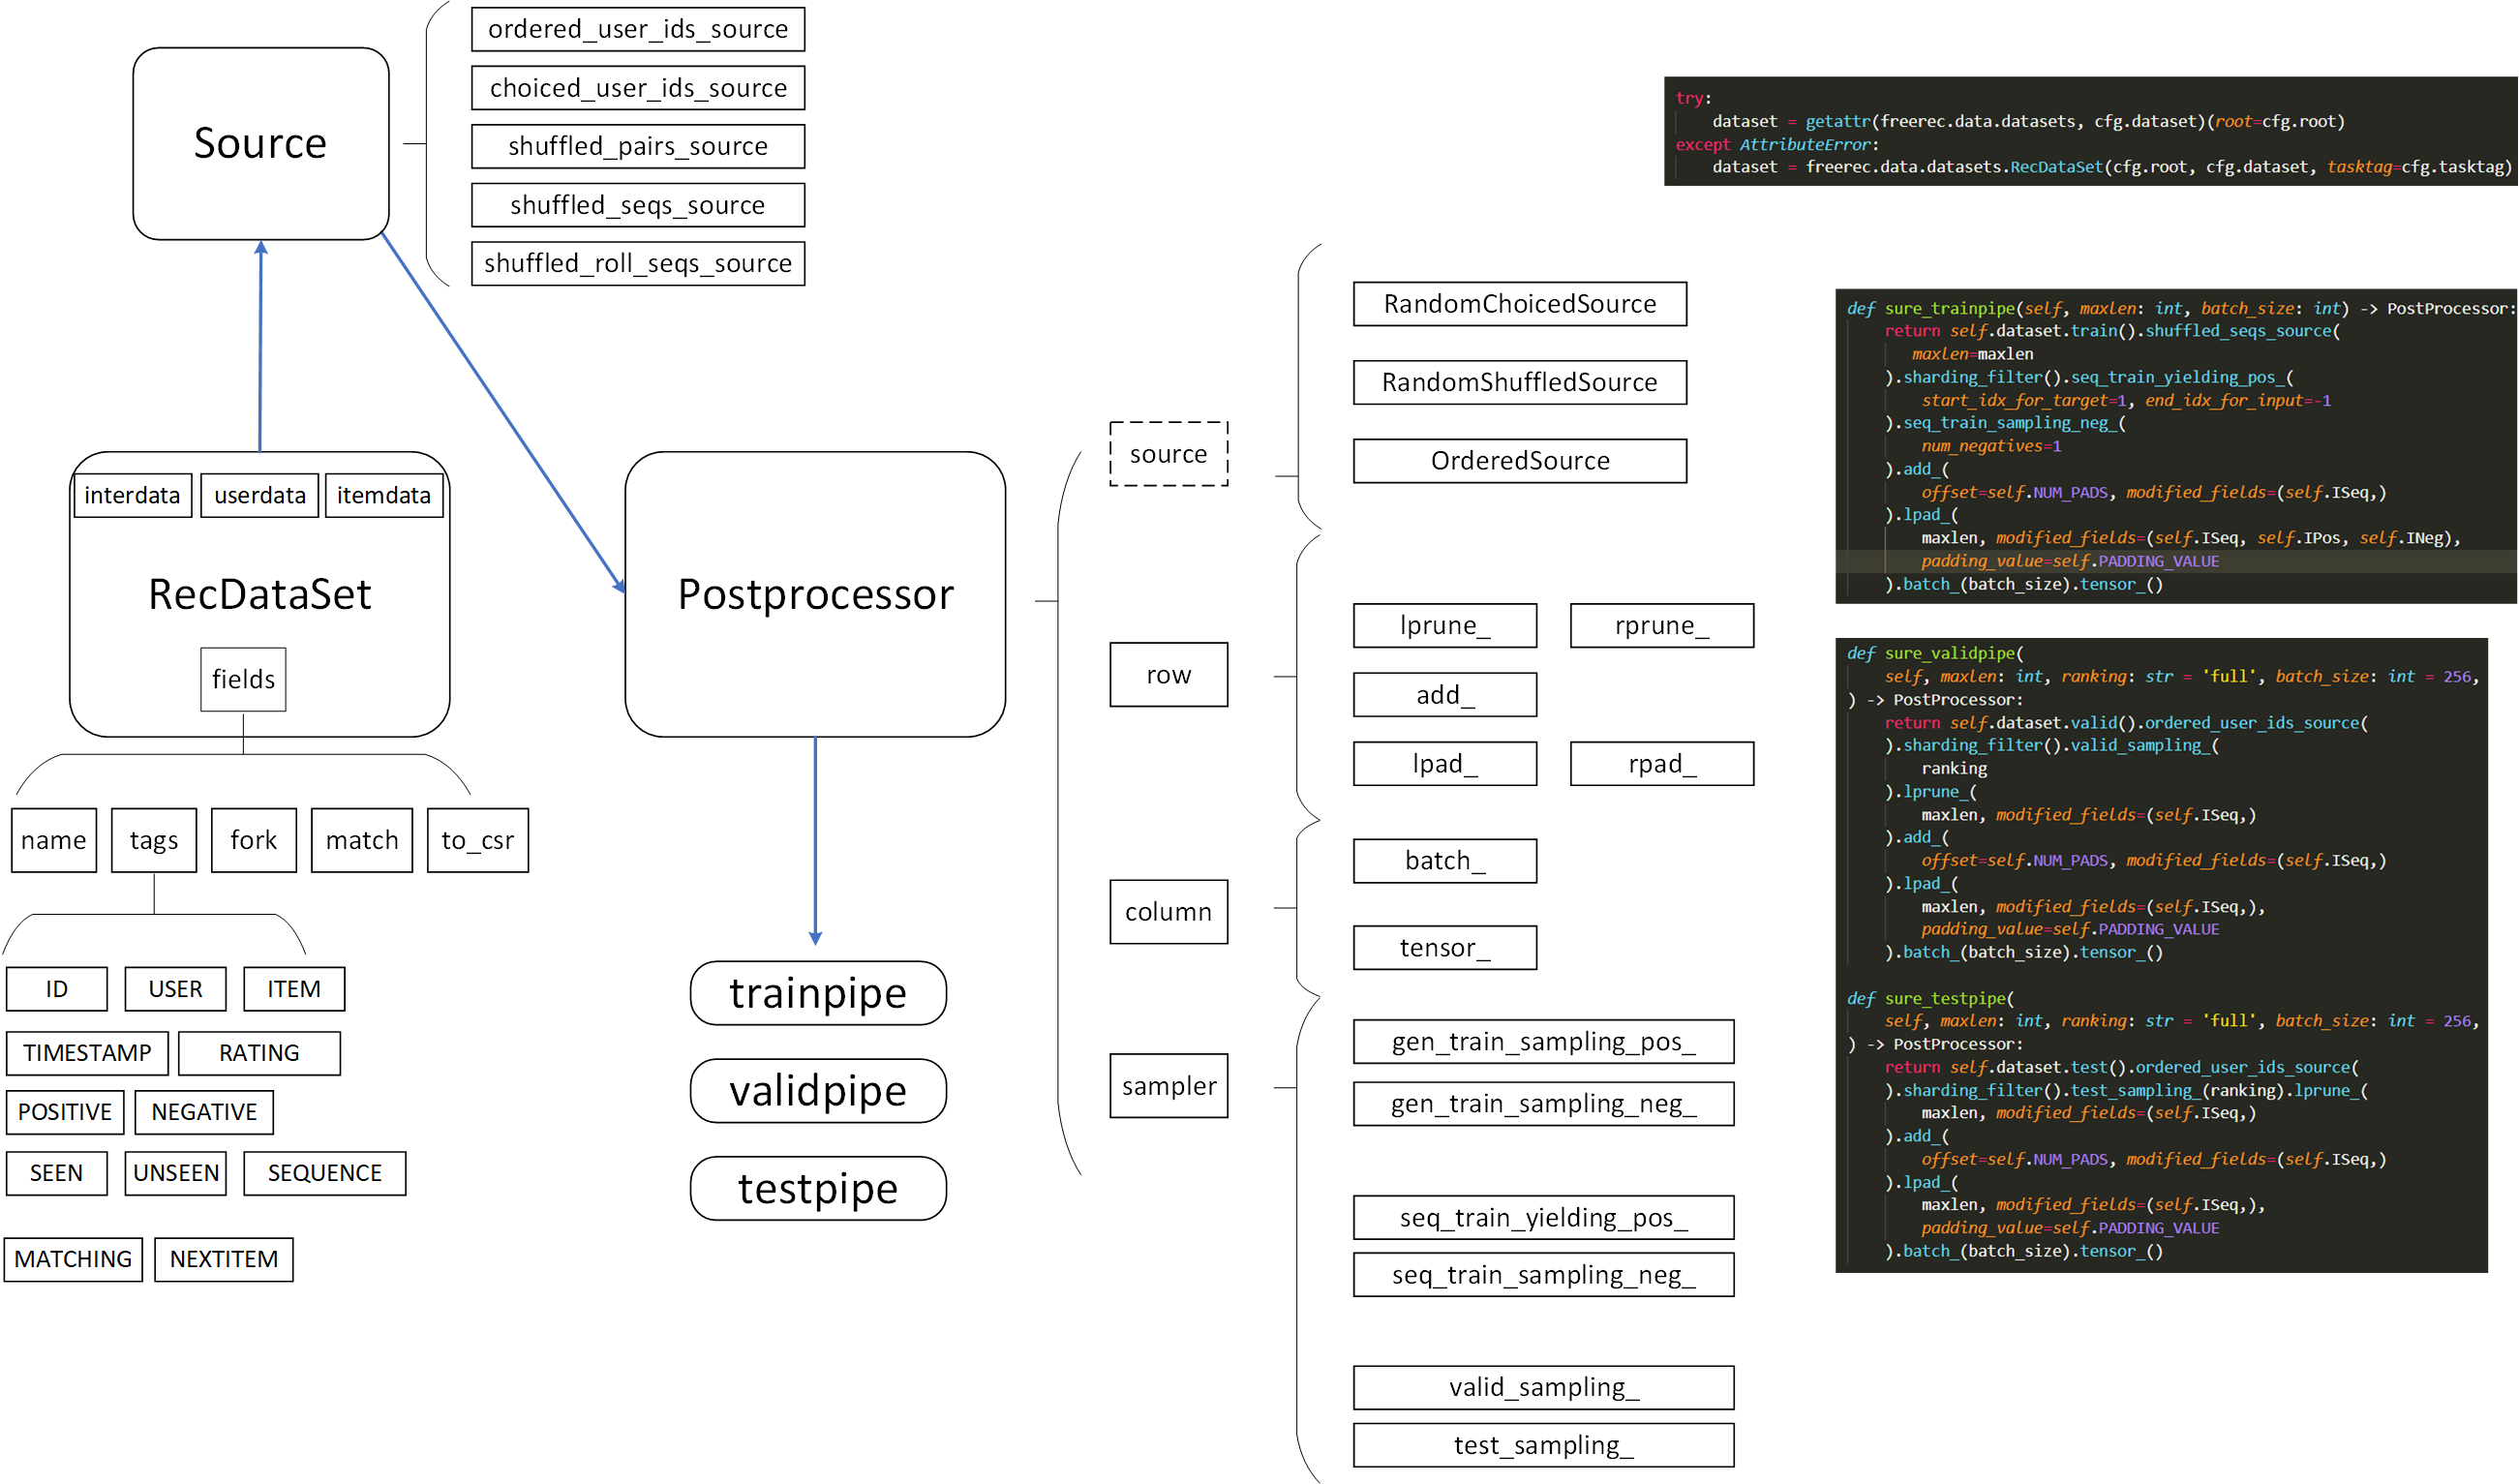 Source
ordered_user_ids_source
choiced_user_ids_source
shuffled_pairs_source
shuffled_seqs_source
shuffled_roll_seqs_source
interdata
userdata
itemdata
RecDataSet
fields
name
tags
fork
match
to_csr
ID
USER
ITEM
TIMESTAMP
RATING
POSITIVE
NEGATIVE
SEEN
UNSEEN
SEQUENCE
MATCHING
NEXTITEM
Postprocessor
trainpipe
validpipe
testpipe
source
row
column
sampler
RandomChoicedSource
RandomShuffledSource
OrderedSource
lprune_
rprune_
add_
lpad_
rpad_
batch_
tensor_
gen_train_sampling_pos_
gen_train_sampling_neg_
seq_train_yielding_pos_
seq_train_sampling_neg_
valid_sampling_
test_sampling_
try:
dataset = getattr(freerec.data.datasets, cfg.dataset)(root=cfg.root)
except AttributeError:
dataset = freerec.data.datasets.RecDataSet(cfg.root, cfg.dataset, tasktag=cfg.tasktag)
def sure_trainpipe(self, maxlen: int, batch_size: int) -> PostProcessor:
return self.dataset.train().shuffled_seqs_source(
maxlen=maxlen
).sharding_filter().seq_train_yielding_pos_(
start_idx_for_target=1, end_idx_for_input=-1
).seq_train_sampling_neg_(
num_negatives=1
).add_(
offset=self.NUM_PADS, modified_fields=(self.ISeq,)
).lpad_(
maxlen, modified_fields=(self.ISeq, self.IPos, self.INeg),
padding_value=self.PADDING_VALUE
).batch_(batch_size).tensor_()
def sure_validpipe(
self, maxlen: int, ranking: str = 'full', batch_size: int = 256,
) -> PostProcessor:
return self.dataset.valid().ordered_user_ids_source(
).sharding_filter().valid_sampling_(
ranking
).lprune_(
maxlen, modified_fields=(self.ISeq,)
).add_(
offset=self.NUM_PADS, modified_fields=(self.ISeq,)
).lpad_(
maxlen, modified_fields=(self.ISeq,),
padding_value=self.PADDING_VALUE
).batch_(batch_size).tensor_()
def sure_testpipe(
self, maxlen: int, ranking: str = 'full', batch_size: int = 256,
) -> PostProcessor:
return self.dataset.test().ordered_user_ids_source(
).sharding_filter().test_sampling_(ranking).lprune_(
maxlen, modified_fields=(self.ISeq,)
).add_(
offset=self.NUM_PADS, modified_fields=(self.ISeq,)
).lpad_(
maxlen, modified_fields=(self.ISeq,),
padding_value=self.PADDING_VALUE
).batch_(batch_size).tensor_()